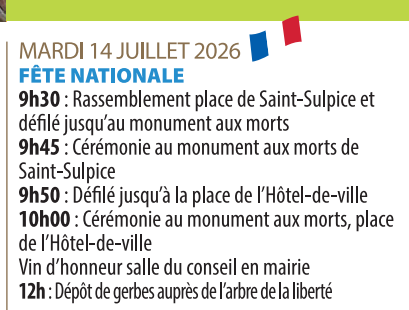 MARDI 14 JUILLET 2026
FÊTE NATIONALE
9h30 : Rassemblement place de Saint-Sulpice et
défilé jusqu'au monument aux morts
9h45 : Cérémonie au monument aux morts de
Saint-Sulpice
9h50 : Défilé jusqu'à la place de l'Hôtel-de-ville
10h00 : Cérémonie au monument aux morts, place
de l'Hôtel-de-ville
Vin d'honneur salle du conseil en mairie
12h : Dépôt de gerbes auprès de l'arbre de la liberté